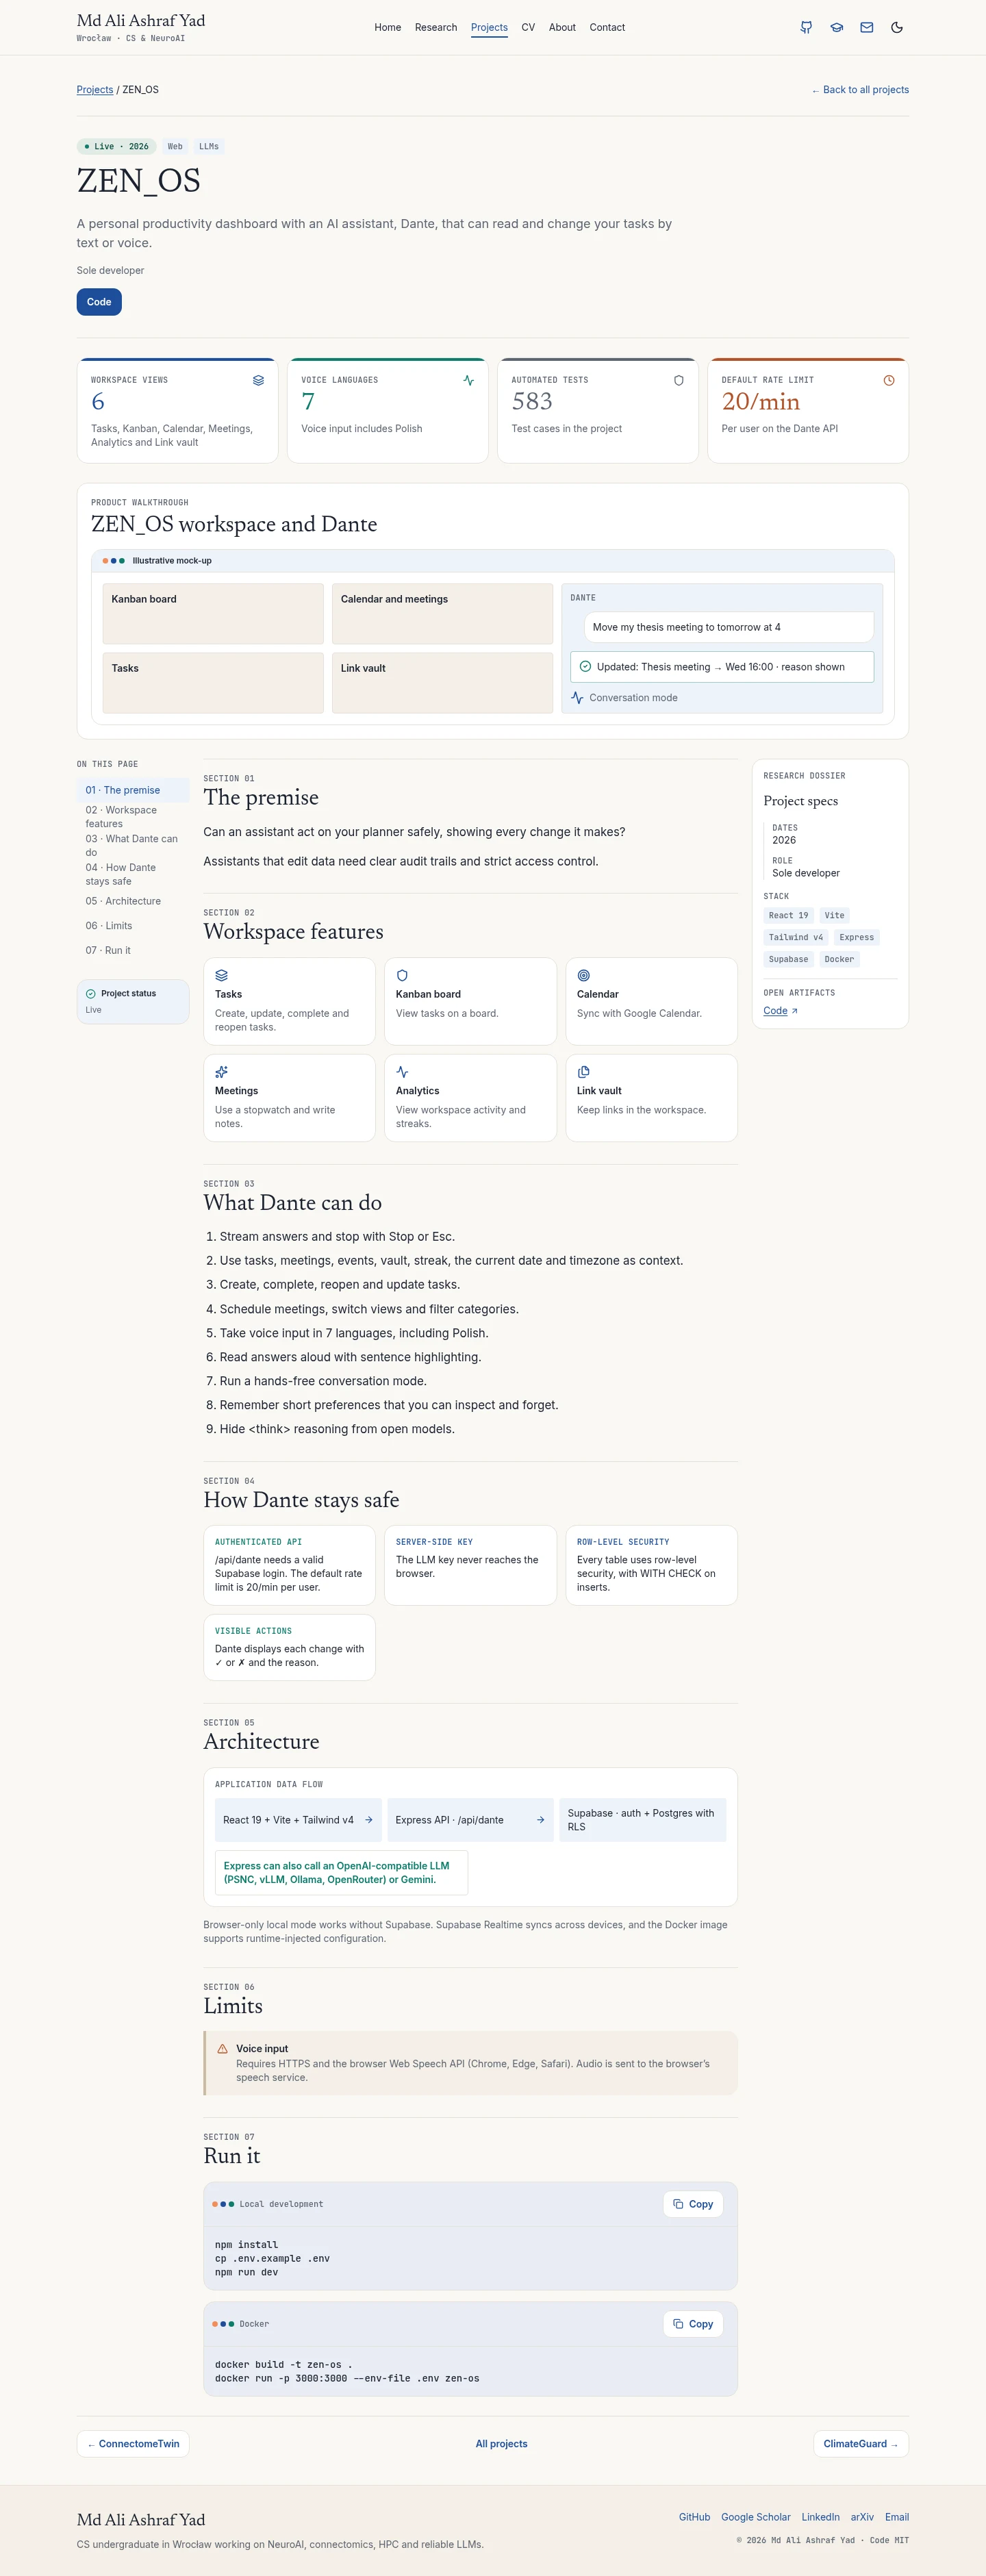 Md Ali Ashraf Yad
Wrocław · CS & NeuroAI
Home
Research
Projects
CV
About
Contact
Projects / ZEN_OS
← Back to all projects
Live · 2026
Web
LLMs
ZEN_OS
A personal productivity dashboard with an AI assistant, Dante, that can read and change your tasks by
text or voice.
Sole developer
Code
WORKSPACE VIEWS
6
Tasks, Kanban, Calendar, Meetings,
Analytics and Link vault
VOICE LANGUAGES
7
Voice input includes Polish
AUTOMATED TESTS
583
Test cases in the project
DEFAULT RATE LIMIT
20/min
Per user on the Dante API
PRODUCT WALKTHROUGH
ZEN_OS workspace and Dante
Illustrative mock-up
Kanban board
Calendar and meetings
Tasks
Link vault
DANTE
Move my thesis meeting to tomorrow at 4
Updated: Thesis meeting → Wed 16:00 · reason shown
Conversation mode
ON THIS PAGE
01 · The premise
02 · Workspace
features
03 · What Dante can
do
04 · How Dante
stays safe
05 · Architecture
06 · Limits
07 · Run it
Project status
Live
SECTION 01
The premise
Can an assistant act on your planner safely, showing every change it makes?
Assistants that edit data need clear audit trails and strict access control.
SECTION 02
Workspace features
Tasks
Create, update, complete and
reopen tasks.
Kanban board
View tasks on a board.
Calendar
Sync with Google Calendar.
Meetings
Use a stopwatch and write
notes.
Analytics
View workspace activity and
streaks.
Link vault
Keep links in the workspace.
SECTION 03
What Dante can do
1. Stream answers and stop with Stop or Esc.
2. Use tasks, meetings, events, vault, streak, the current date and timezone as context.
3. Create, complete, reopen and update tasks.
4. Schedule meetings, switch views and filter categories.
5. Take voice input in 7 languages, including Polish.
6. Read answers aloud with sentence highlighting.
7. Run a hands-free conversation mode.
8. Remember short preferences that you can inspect and forget.
9. Hide <think> reasoning from open models.
SECTION 04
How Dante stays safe
AUTHENTICATED API
/api/dante needs a valid
Supabase login. The default rate
limit is 20/min per user.
SERVER-SIDE KEY
The LLM key never reaches the
browser.
ROW-LEVEL SECURITY
Every table uses row-level
security, with WITH CHECK on
inserts.
VISIBLE ACTIONS
Dante displays each change with
✓ or ✗ and the reason.
SECTION 05
Architecture
APPLICATION DATA FLOW
React 19 + Vite + Tailwind v4
Express API · /api/dante
Supabase · auth + Postgres with
RLS
Express can also call an OpenAI-compatible LLM
(PSNC, vLLM, Ollama, OpenRouter) or Gemini.
Browser-only local mode works without Supabase. Supabase Realtime syncs across devices, and the Docker image
supports runtime-injected configuration.
SECTION 06
Limits
Voice input
Requires HTTPS and the browser Web Speech API (Chrome, Edge, Safari). Audio is sent to the browser’s
speech service.
SECTION 07
Run it
Local development
Copy
npm install
cp .env.example .env
npm run dev
Docker
Copy
docker build -t zen-os .
docker run -p 3000:3000 --env-file .env zen-os
RESEARCH DOSSIER
Project specs
DATES
2026
ROLE
Sole developer
STACK
React 19
Vite
Tailwind v4
Express
Supabase
Docker
OPEN ARTIFACTS
Code ↗
← ConnectomeTwin
All projects
ClimateGuard →
Md Ali Ashraf Yad
CS undergraduate in Wrocław working on NeuroAI, connectomics, HPC and reliable LLMs.
GitHub
Google Scholar
LinkedIn
arXiv
Email
© 2026 Md Ali Ashraf Yad · Code MIT